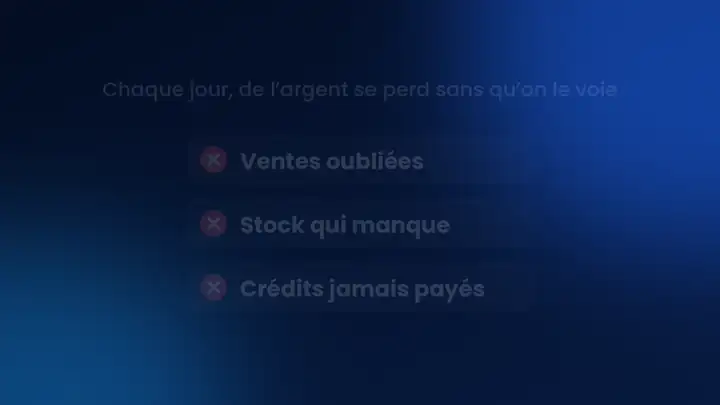 Chaque jour, de l’argent se perd sans qu’on le voie
Ventes oubliées
Stock qui manque
Crédits jamais payés